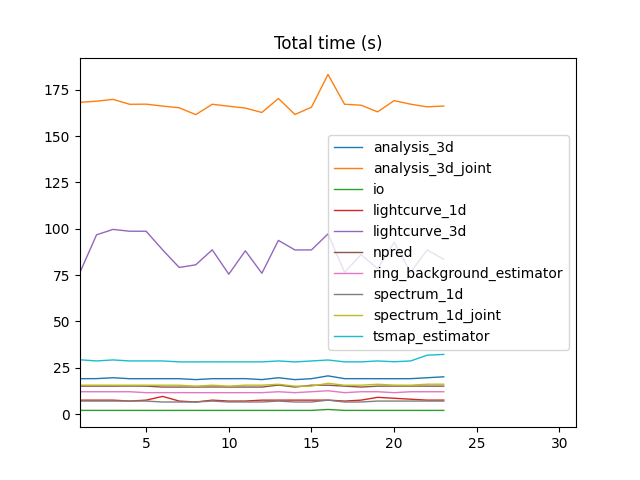 Total time (s)
175
150
125
100
75
50
25
0
analysis_3d
analysis_3d_joint
io
lightcurve_1d
lightcurve_3d
npred
ring_background_estimator
spectrum_1d
spectrum_1d_joint
tsmap_estimator
5 10 15 20 25 30